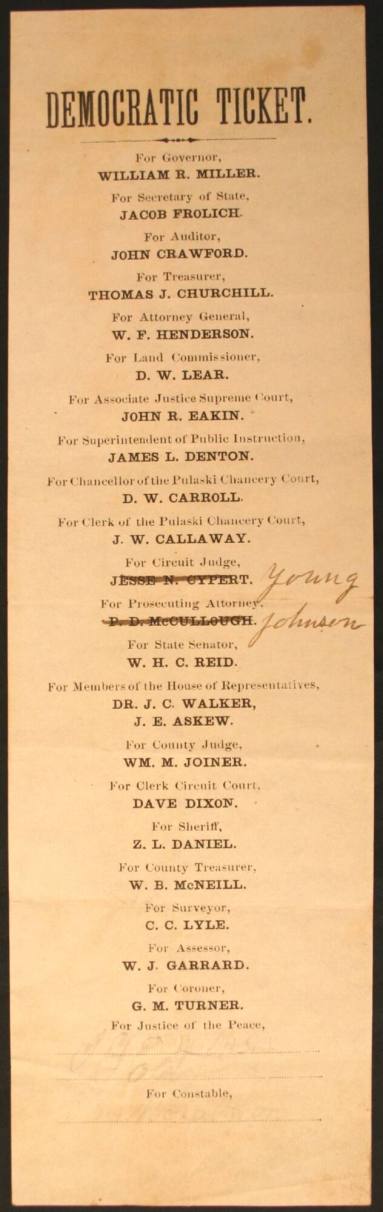 DEMOCRATIC TICKET.
For Governor,
WILLIAM R. MILLER.
For Secretary of State,
JACOB FROLICH.
For Auditor,
JOHN CRAWFORD.
For Treasurer,
THOMAS J. CHURCHILL.
For Attorney General,
W. F. HENDERSON.
For Land Commissioner,
D. W. LEAR.
For Associate Justice Supreme Court,
JOHN R. EAKIN.
For Superintendent of Public Instruction,
JAMES L. DENTON.
For Chancellor of the Pulaski Chancery Court,
D. W. CARROLL.
For Clerk of the Pulaski Chancery Court,
J. W. CALLAWAY.
For Circuit Judge,
JESSE N. CYPERT. Young
For Prosecuting Attorney,
D. D. McCULLOUGH. Johnson
For State Senator,
W. H. C. REID.
For Members of the House of Representatives,
DR. J. C. WALKER,
J. E. ASKEW.
For County Judge,
WM. M. JOINER.
For Clerk Circuit Court,
DAVE DIXON.
For Sheriff,
Z. L. DANIEL.
For County Treasurer,
W. B. McNEILL.
For Surveyor,
C. C. LYLE.
For Assessor,
W. J. GARRARD.
For Coroner,
G. M. TURNER.
For Justice of the Peace,
For Constable,